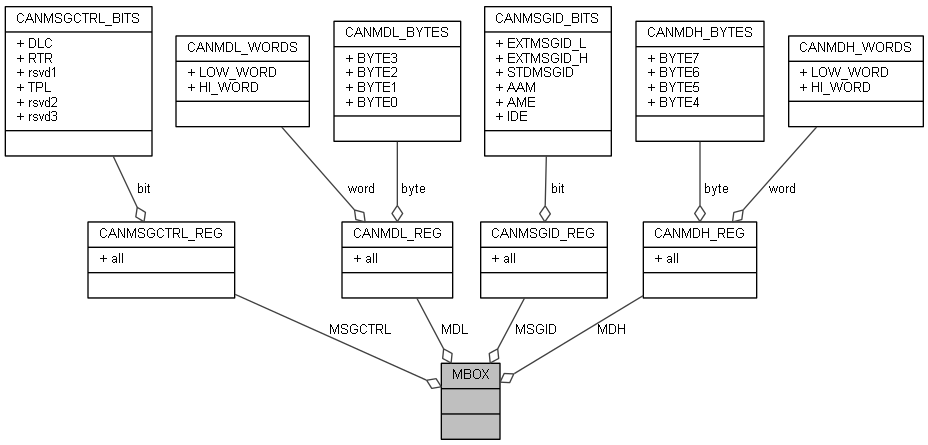 CANMSGCTRL_BITS
+ DLC
+ RTR
+ rsvd1
+ TPL
+ rsvd2
+ rsvd3
CANMDL_WORDS
+ LOW_WORD
+ HI_WORD
CANMDL_BYTES
+ BYTE3
+ BYTE2
+ BYTE1
+ BYTE0
CANMSGID_BITS
+ EXTMSGID_L
+ EXTMSGID_H
+ STDMSGID
+ AAM
+ AME
+ IDE
CANMDH_BYTES
+ BYTE7
+ BYTE6
+ BYTE5
+ BYTE4
CANMDH_WORDS
+ LOW_WORD
+ HI_WORD
bit
word
byte
bit
byte
word
CANMSGCTRL_REG
+ all
CANMDL_REG
+ all
CANMSGID_REG
+ all
CANMDH_REG
+ all
MSGCTRL
MDL
MSGID
MDH
MBOX